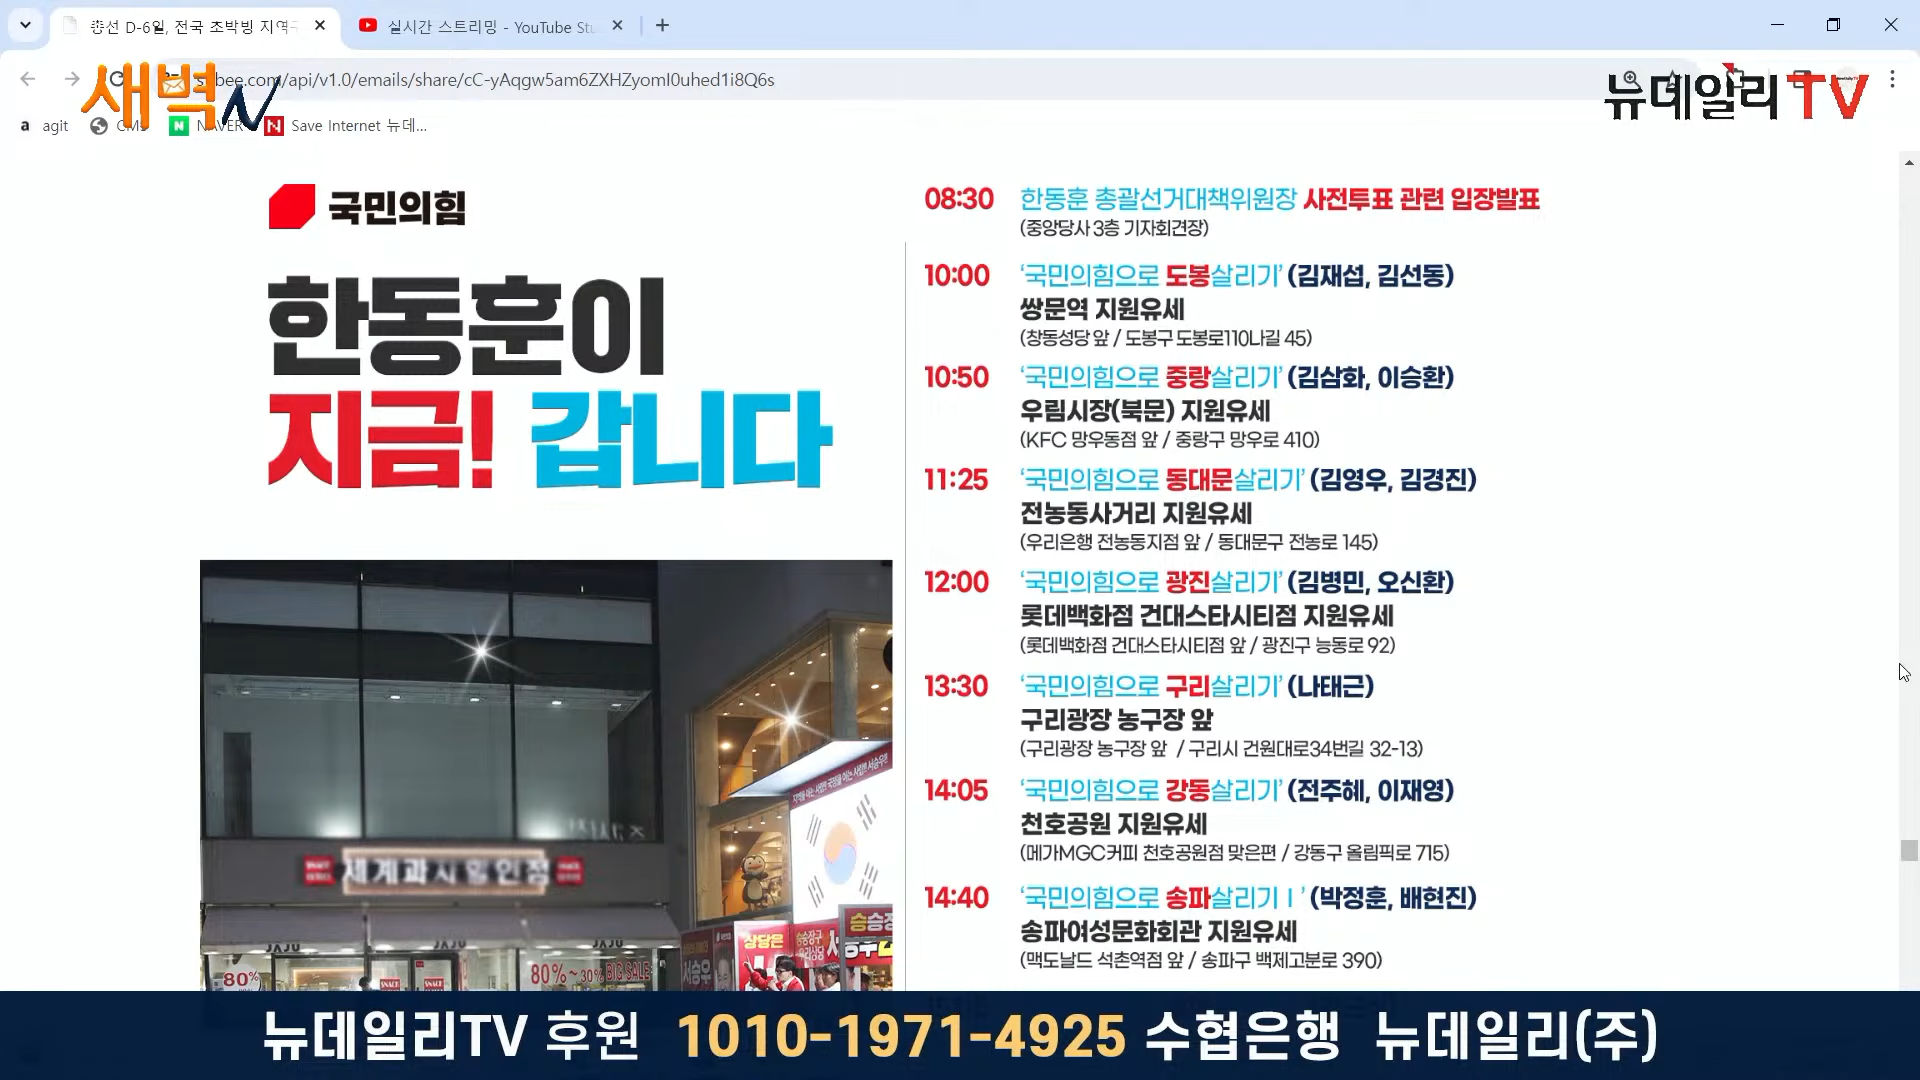 총선 D-6일, 전국 초박빙 지역구
실시간 스트리밍 - YouTube Stu
새벽N
bee.com/api/v1.0/emails/share/cC-yAqgw5am6ZXHZyomI0uhed1i8Q6s
뉴데일리TV
a agit
CMS
NAVER
Save Internet 뉴데...
국민의힘
한동훈이
지금! 갑니다
08:30 한동훈 총괄선거대책위원장 사전투표 관련 입장발표
(중앙당사 3층 기자회견장)
10:00 '국민의힘으로 도봉살리기' (김재섭, 김선동)
쌍문역 지원유세
(창동성당 앞 / 도봉구 도봉로110나길 45)
10:50 '국민의힘으로 중랑살리기' (김삼화, 이승환)
우림시장(북문) 지원유세
(KFC 망우동점 앞 / 중랑구 망우로 410)
11:25 '국민의힘으로 동대문살리기' (김영우, 김경진)
전농동사거리 지원유세
(우리은행 전농동지점 앞 / 동대문구 전농로 145)
12:00 '국민의힘으로 광진살리기' (김병민, 오신환)
롯데백화점 건대스타시티점 지원유세
(롯데백화점 건대스타시티점 앞 / 광진구 능동로 92)
13:30 '국민의힘으로 구리살리기' (나태근)
구리광장 농구장 앞
(구리광장 농구장 앞 / 구리시 건원대로34번길 32-13)
14:05 '국민의힘으로 강동살리기' (전주혜, 이재영)
천호공원 지원유세
(메가MGC커피 천호공원점 맞은편 / 강동구 올림픽로 715)
14:40 '국민의힘으로 송파살리기Ⅰ' (박정훈, 배현진)
송파여성문화회관 지원유세
(맥도날드 석촌역점 앞 / 송파구 백제고분로 390)
세계과자할인점
JAJU JAJU JAJU
80%
80%~30% BIG SALE
상당은
서승우
뉴데일리TV 후원 1010-1971-4925 수협은행 뉴데일리(주)